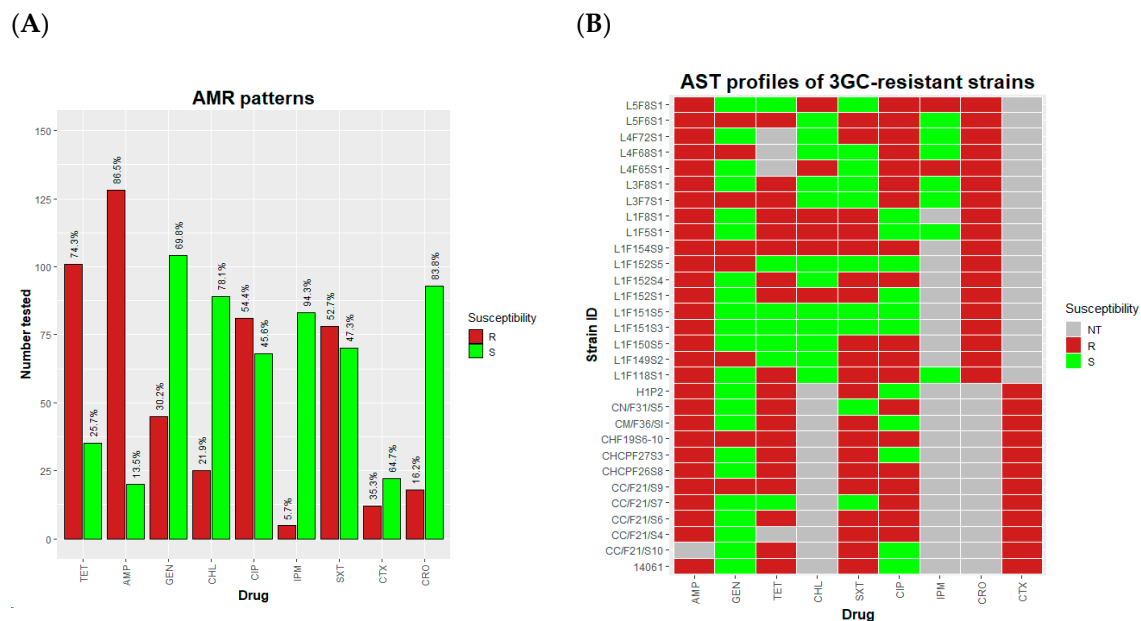 (A)
(B)
AMR patterns
150
125
100
75
50
25
0
Number tested
74.3%
25.7%
86.5%
13.5%
30.2%
69.8%
21.9%
78.1%
54.4%
45.6%
5.7%
94.3%
52.7%
47.3%
35.3%
64.7%
16.2%
83.8%
TET
AMP
GEN
CHL
CIP
IPM
SXT
CTX
CRO
Drug
Susceptibility
R
S
AST profiles of 3GC-resistant strains
Strain ID
L5F8S1
L5F6S1
L4F72S1
L4F68S1
L4F65S1
L3F8S1
L3F7S1
L1F8S1
L1F5S1
L1F154S9
L1F152S5
L1F152S4
L1F152S1
L1F151S5
L1F151S3
L1F150S5
L1F149S2
L1F118S1
H1P2
CN/F31/S5
CM/F36/SI
CHF19S6-10
CHCPF27S3
CHCPF26S8
CC/F21/S9
CC/F21/S7
CC/F21/S6
CC/F21/S4
CC/F21/S10
14061
AMP
GEN
TET
CHL
SXT
CIP
IPM
CRO
CTX
Drug
Susceptibility
NT
R
S